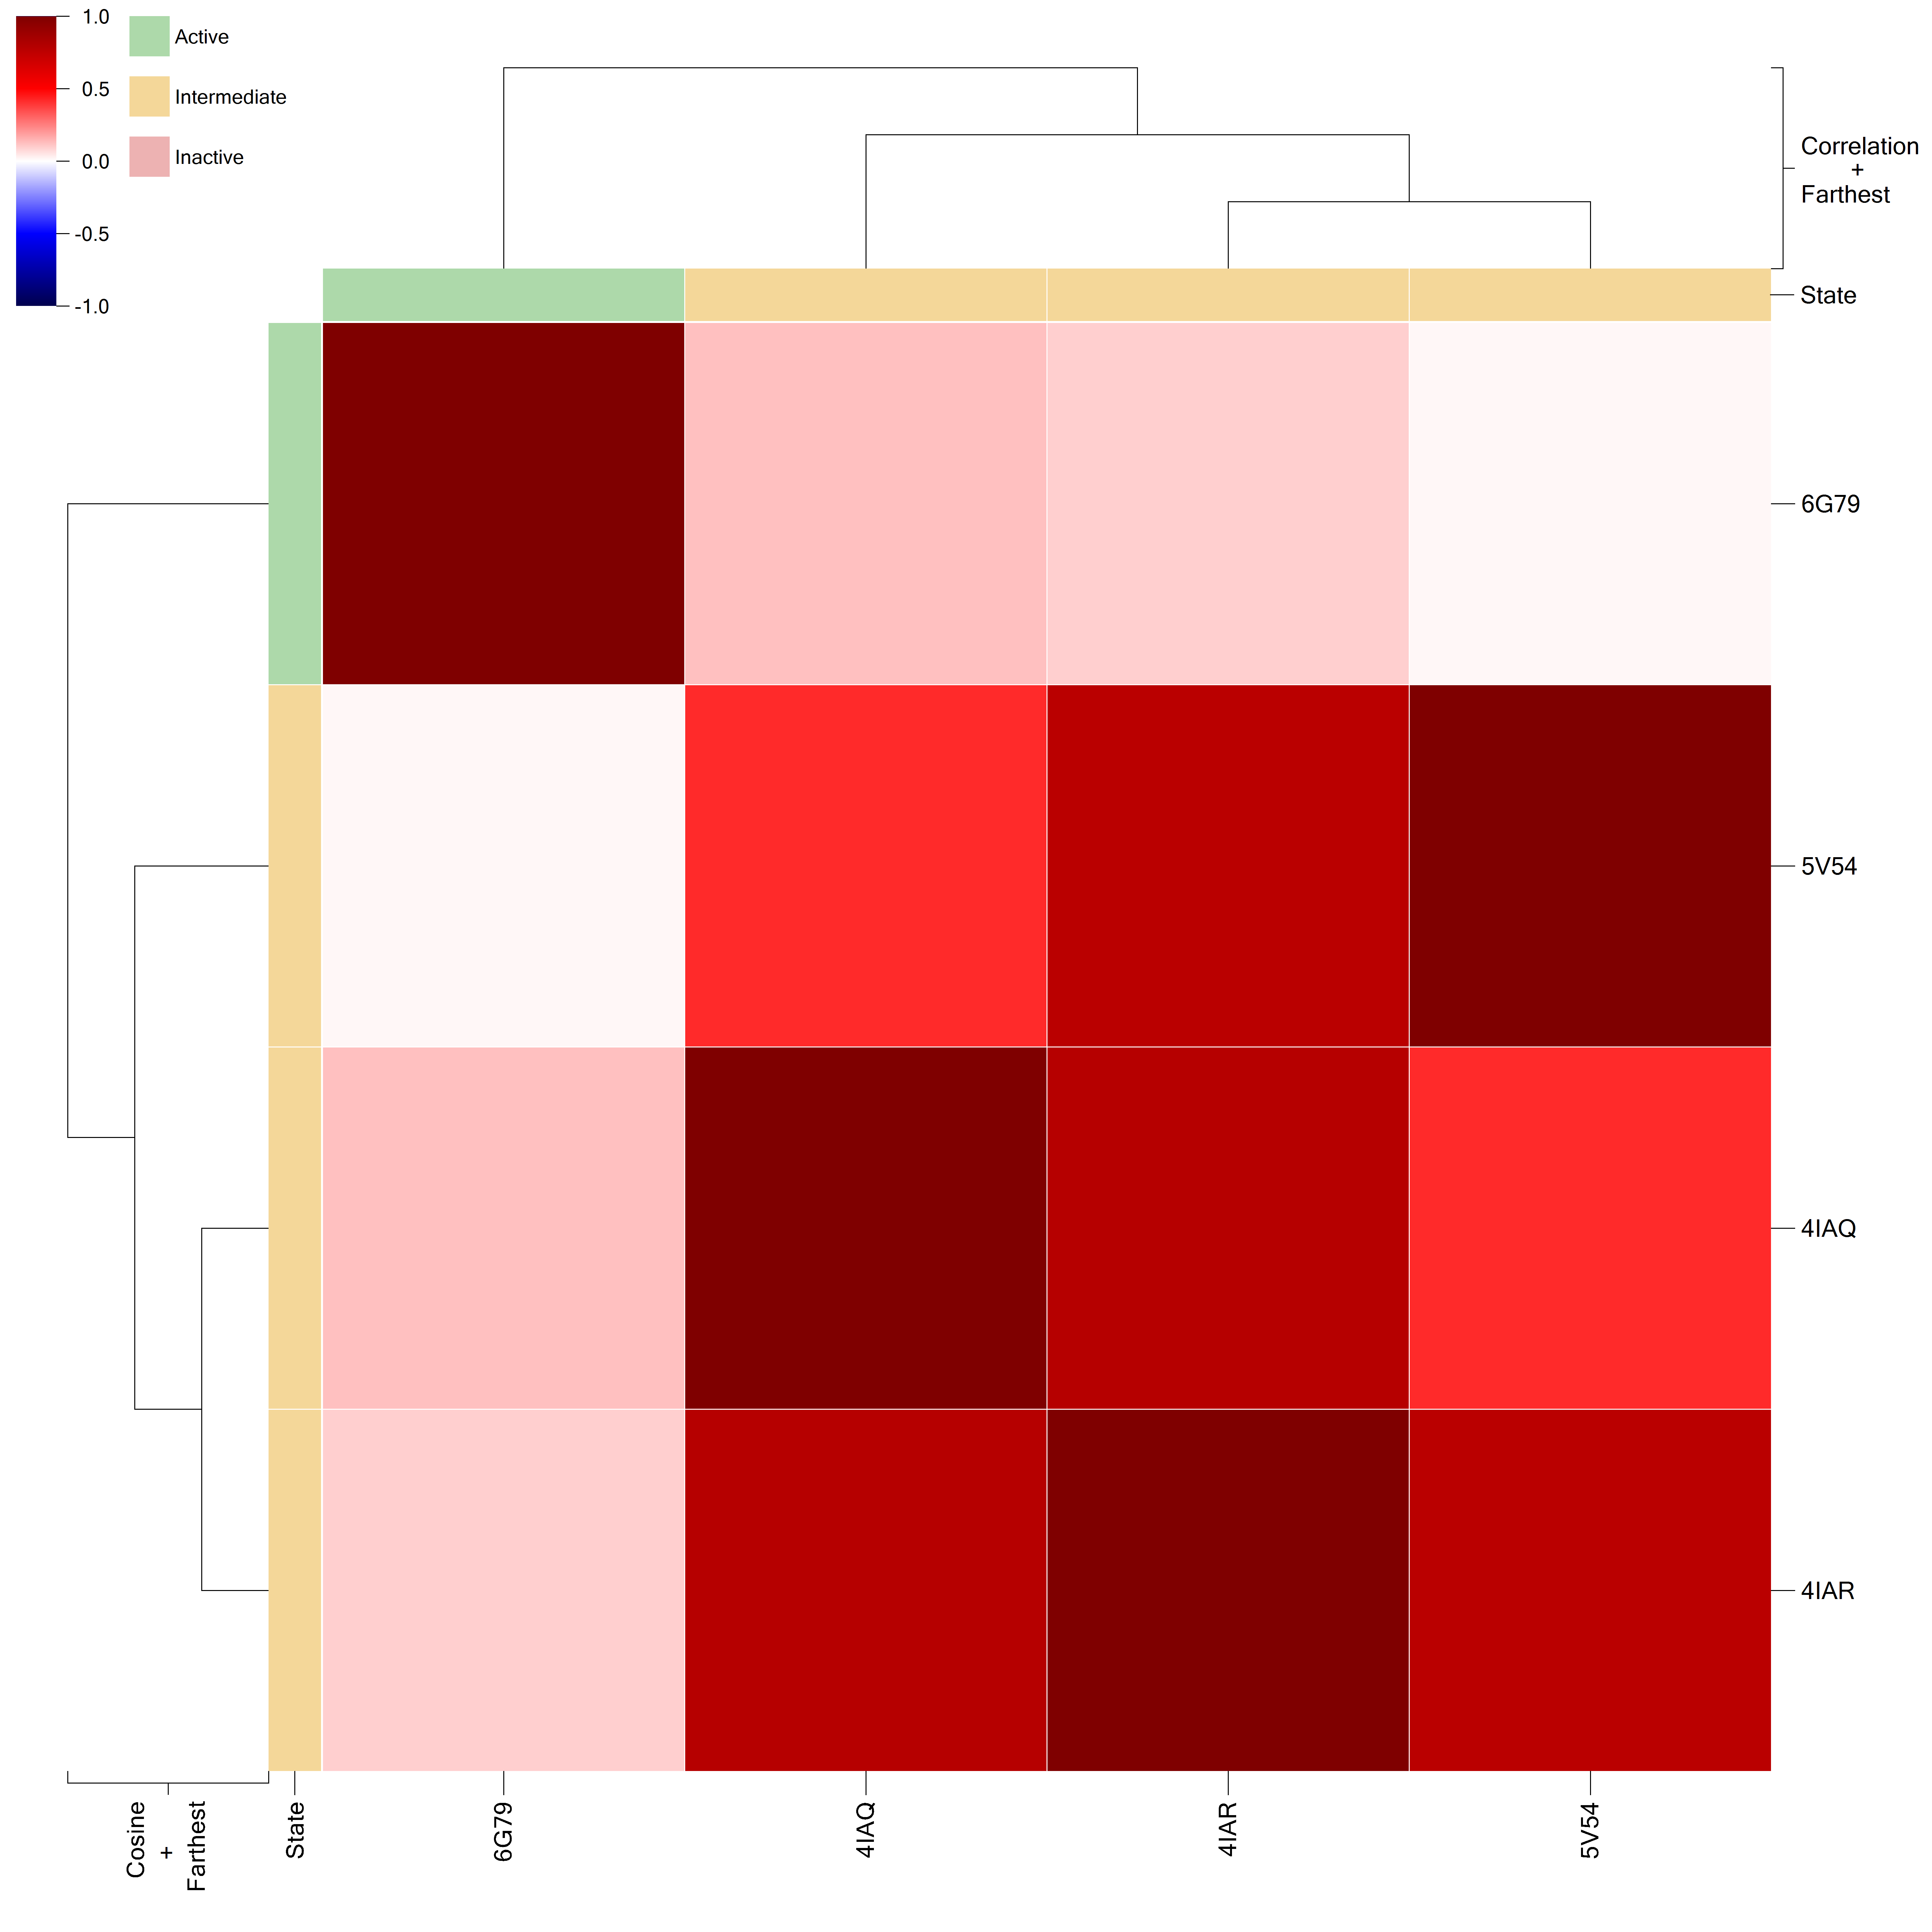 1.0
0.5
0.0
-0.5
-1.0
Active
Intermediate
Inactive
Correlation
+
Farthest
State
6G79
5V54
4IAQ
4IAR
Cosine
+
Farthest
State
6G79
4IAQ
4IAR
5V54